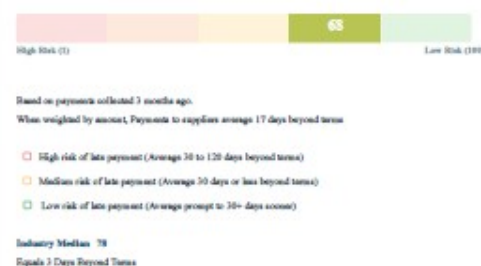 68
High Risk (1)
Low Risk (100
Based on payments collected 3 months ago.
When weighted by amount, Payments to suppliers average 17 days beyond terms
High risk of late payment (Average 30 to 120 days beyond terms)
Medium risk of late payment (Average 30 days or less beyond terms)
Low risk of late payment (Average prompt to 30+ days sooner)
Industry Median 78
Equals 3 Days Beyond Terms